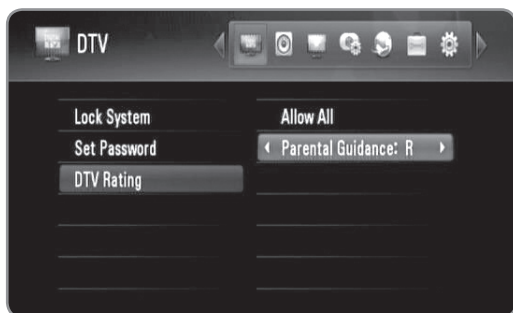 DTV
Lock System
Set Password
DTV Rating
Allow All
Parental Guidance: R